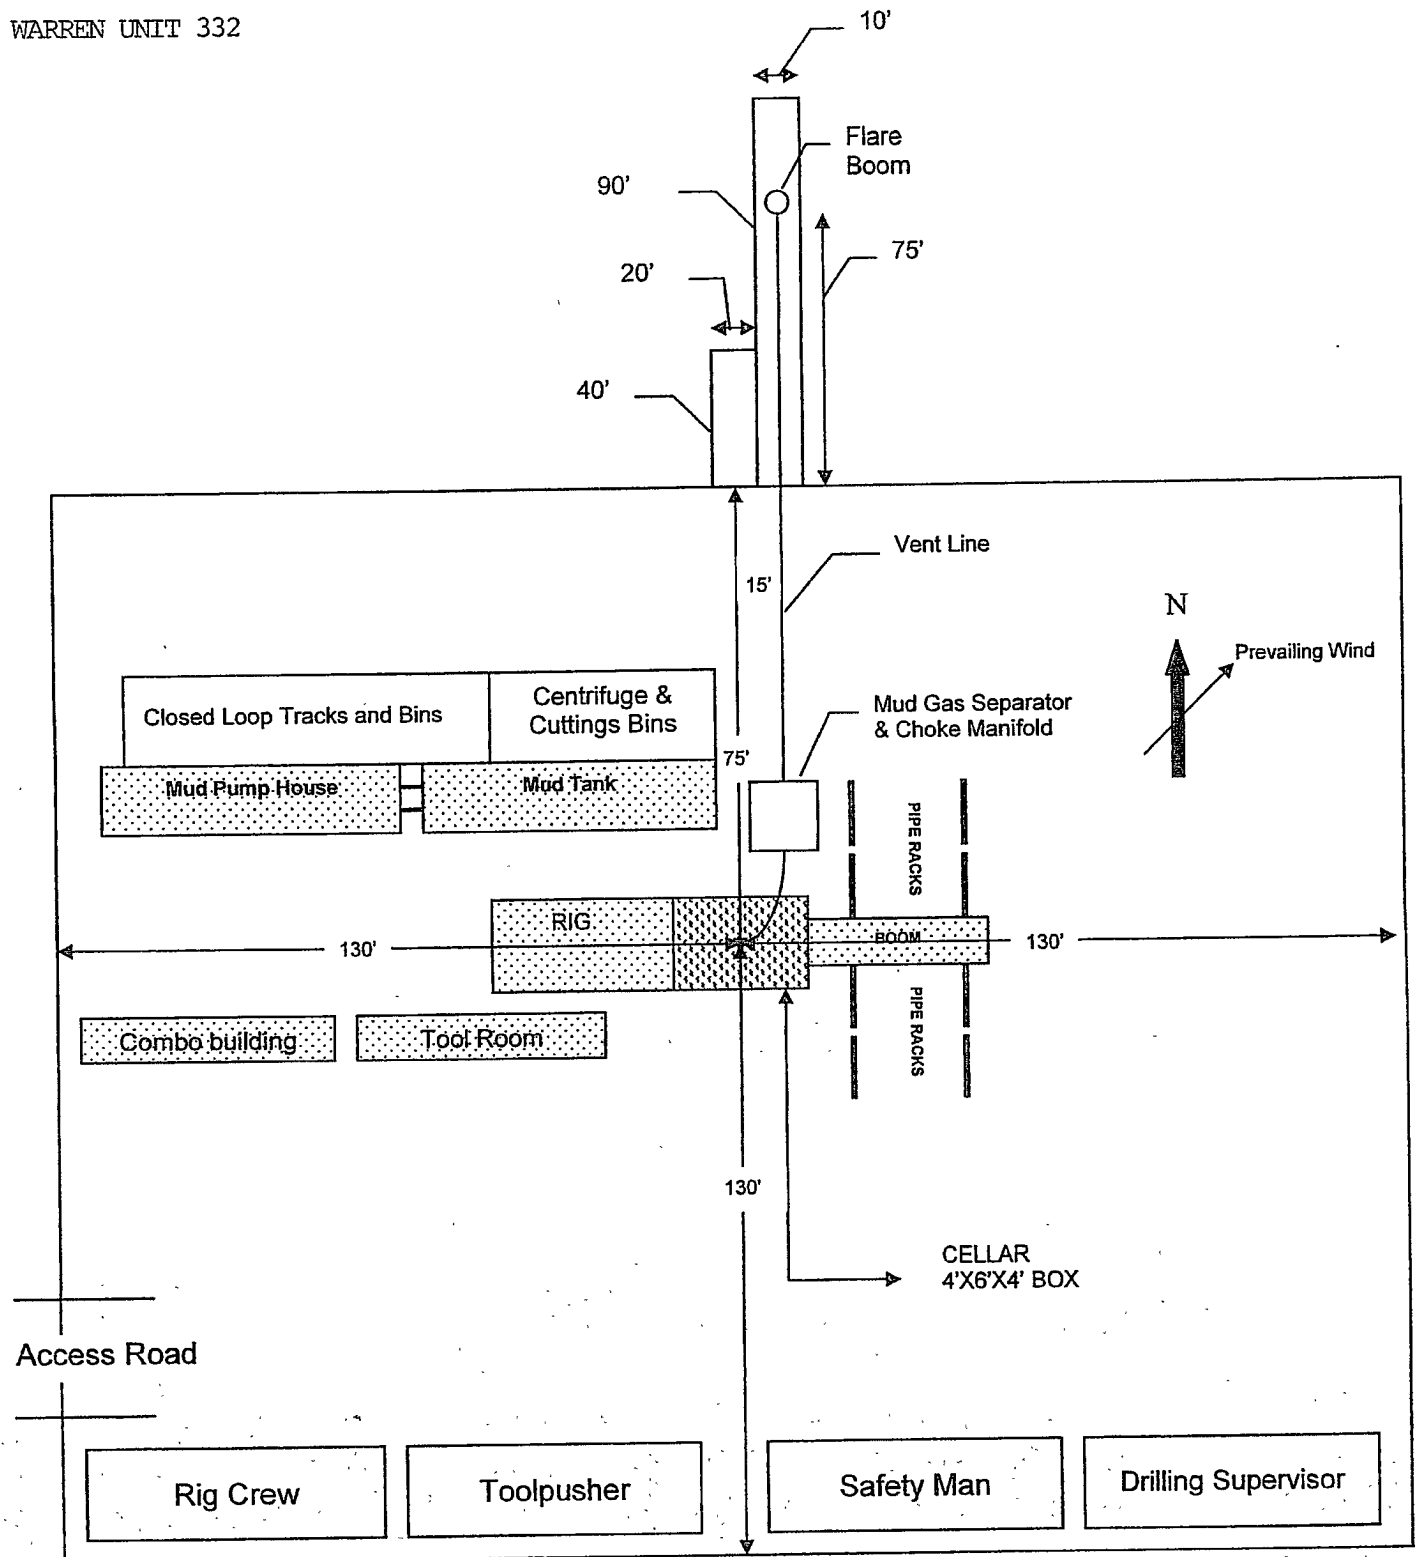 WARREN UNIT 332
10'
Flare
Boom
90'
75'
20'
40'
Vent Line
15'
N
Prevailing Wind
Closed Loop Tracks and Bins
Centrifuge &
Cuttings Bins
Mud Gas Separator
& Choke Manifold
75'
Mud Pump House
Mud Tank
PIPE RACKS
RIG
BOOM
130'
130'
PIPE RACKS
Combo building
Tool Room
130'
CELLAR
4'X6'X4' BOX
Access Road
Rig Crew
Toolpusher
Safety Man
Drilling Supervisor